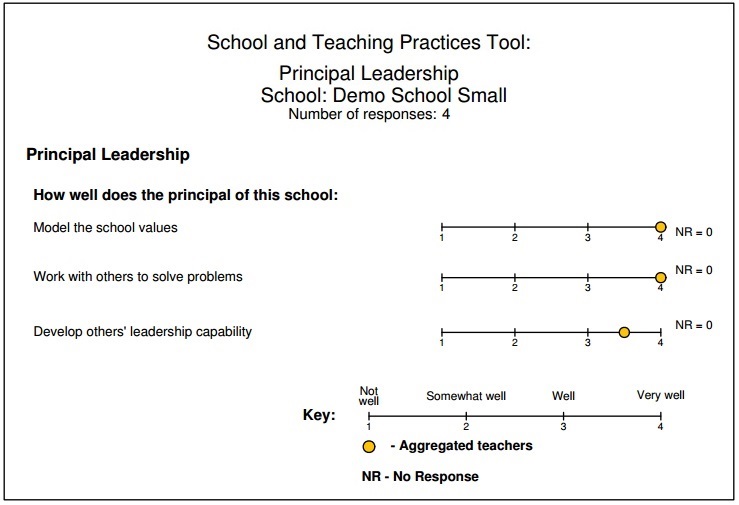 School and Teaching Practices Tool:
Principal Leadership
School: Demo School Small
Number of responses: 4
Principal Leadership
How well does the principal of this school:
Model the school values
1 2 3 4 NR = 0
Work with others to solve problems
1 2 3 4 NR = 0
Develop others' leadership capability
1 2 3 4 NR = 0
Not
well Somewhat well Well Very well
Key:
1 2 3 4
- Aggregated teachers
NR - No Response